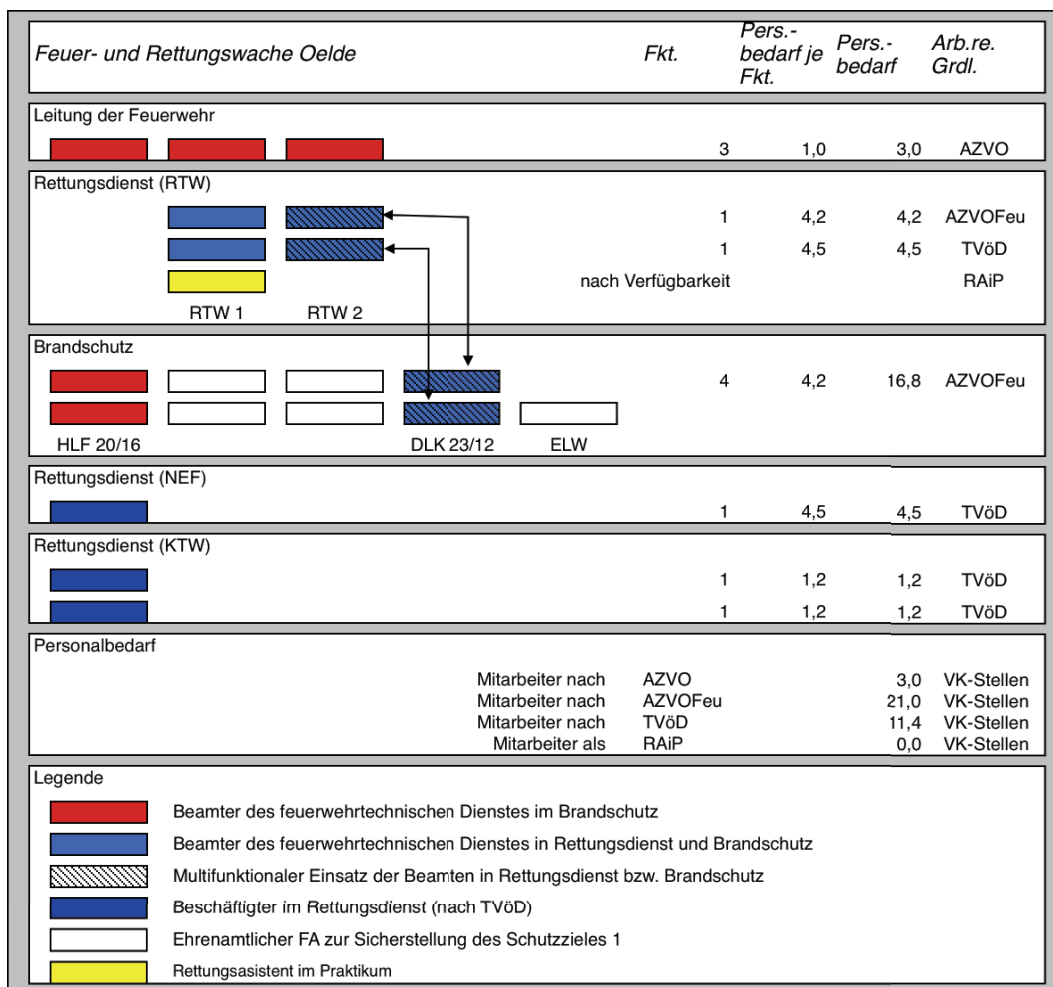 Feuer- und Rettungswache Oelde Fkt. Pers.-bedarf je Fkt. Pers.-bedarf Arb.re. Grdl.
Leitung der Feuerwehr
3 1,0 3,0 AZVO
Rettungsdienst (RTW)
1 4,2 4,2 AZVOFeu
1 4,5 4,5 TVöD
nach Verfügbarkeit RAiP
RTW 1 RTW 2
Brandschutz
4 4,2 16,8 AZVOFeu
HLF 20/16 DLK 23/12 ELW
Rettungsdienst (NEF)
1 4,5 4,5 TVöD
Rettungsdienst (KTW)
1 1,2 1,2 TVöD
1 1,2 1,2 TVöD
Personalbedarf
Mitarbeiter nach AZVO 3,0 VK-Stellen
Mitarbeiter nach AZVOFeu 21,0 VK-Stellen
Mitarbeiter nach TVöD 11,4 VK-Stellen
Mitarbeiter als RAiP 0,0 VK-Stellen
Legende
Beamter des feuerwehrtechnischen Dienstes im Brandschutz
Beamter des feuerwehrtechnischen Dienstes in Rettungsdienst und Brandschutz
Multifunktionaler Einsatz der Beamten in Rettungsdienst bzw. Brandschutz
Beschäftigter im Rettungsdienst (nach TVöD)
Ehrenamtlicher FA zur Sicherstellung des Schutzzieles 1
Rettungsasistent im Praktikum